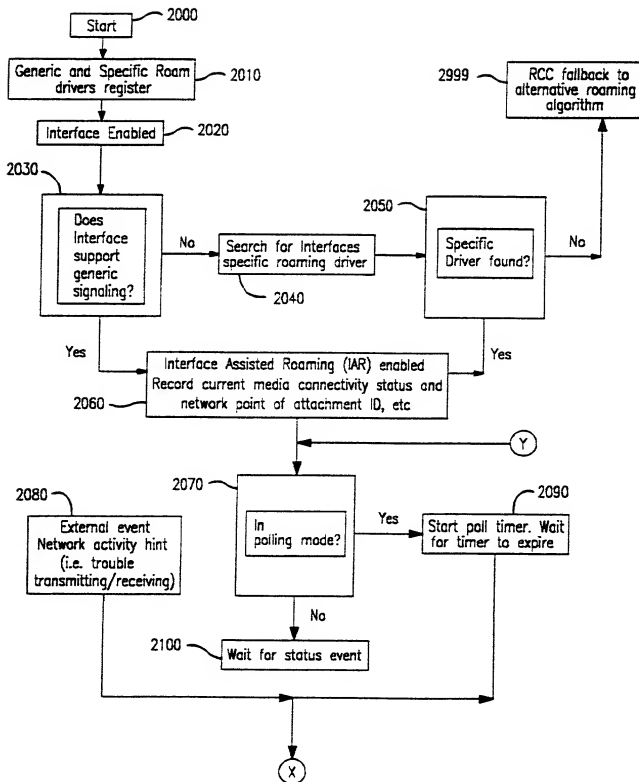 2000
Start
Generic and Specific Roam
drivers register
2010
Interface Enabled
2020
2999
RCC fallback to
alternative roaming
algorithm
2030
Does
Interface
support
generic
signaling?
No
Search for Interfaces
specific roaming driver
2040
2050
Specific
Driver found?
No
Yes
Yes
Interface Assisted Roaming (IAR) enabled
Record current media connectivity status and
network point of attachment ID, etc
2060
Y
2080
External event
Network activity hint
(i.e. trouble
transmitting/receiving)
2070
In
polling mode?
Yes
2090
Start poll timer. Wait
for timer to expire
No
2100
Wait for status event
X